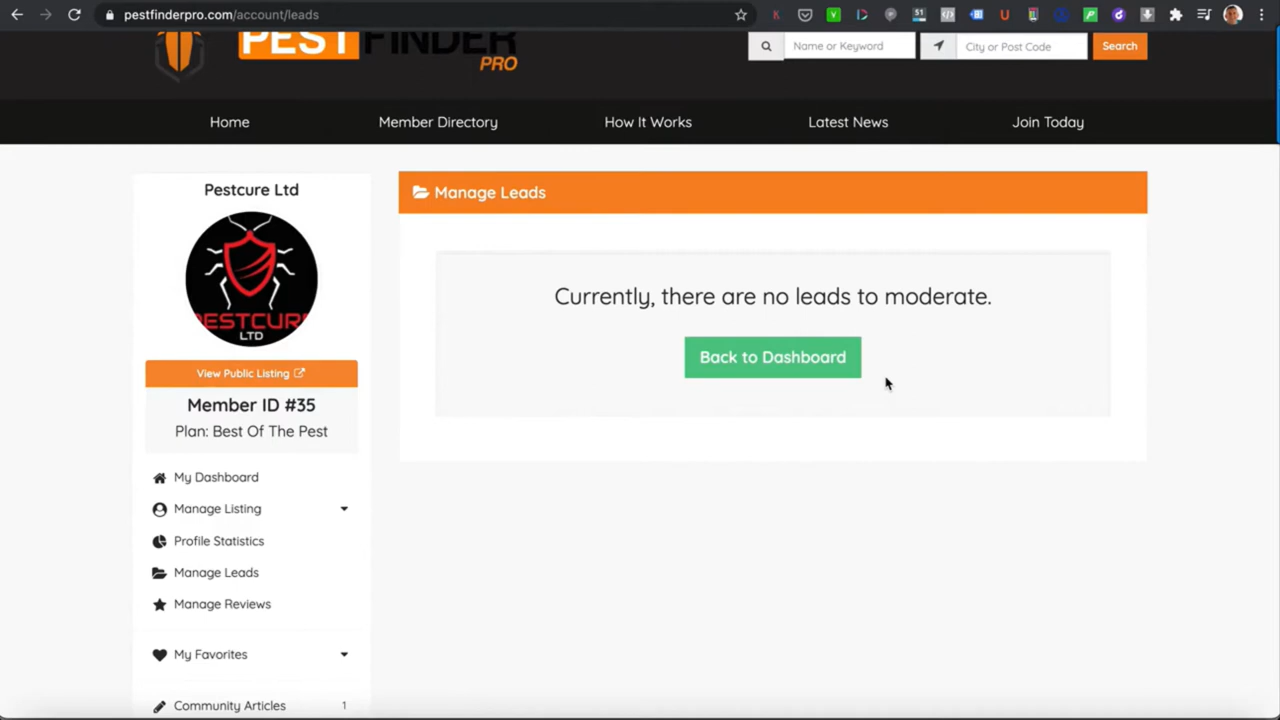 pestfinderpro.com/account/leads
51
PEST FINDER
PRO
Name or Keyword
City or Post Code
Search
Home
Member Directory
How It Works
Latest News
Join Today
Pestcure Ltd
PESTCURE
LTD
View Public Listing
Member ID #35
Plan: Best Of The Pest
My Dashboard
Manage Listing
Profile Statistics
Manage Leads
Manage Reviews
My Favorites
Community Articles 1
Manage Leads
Currently, there are no leads to moderate.
Back to Dashboard